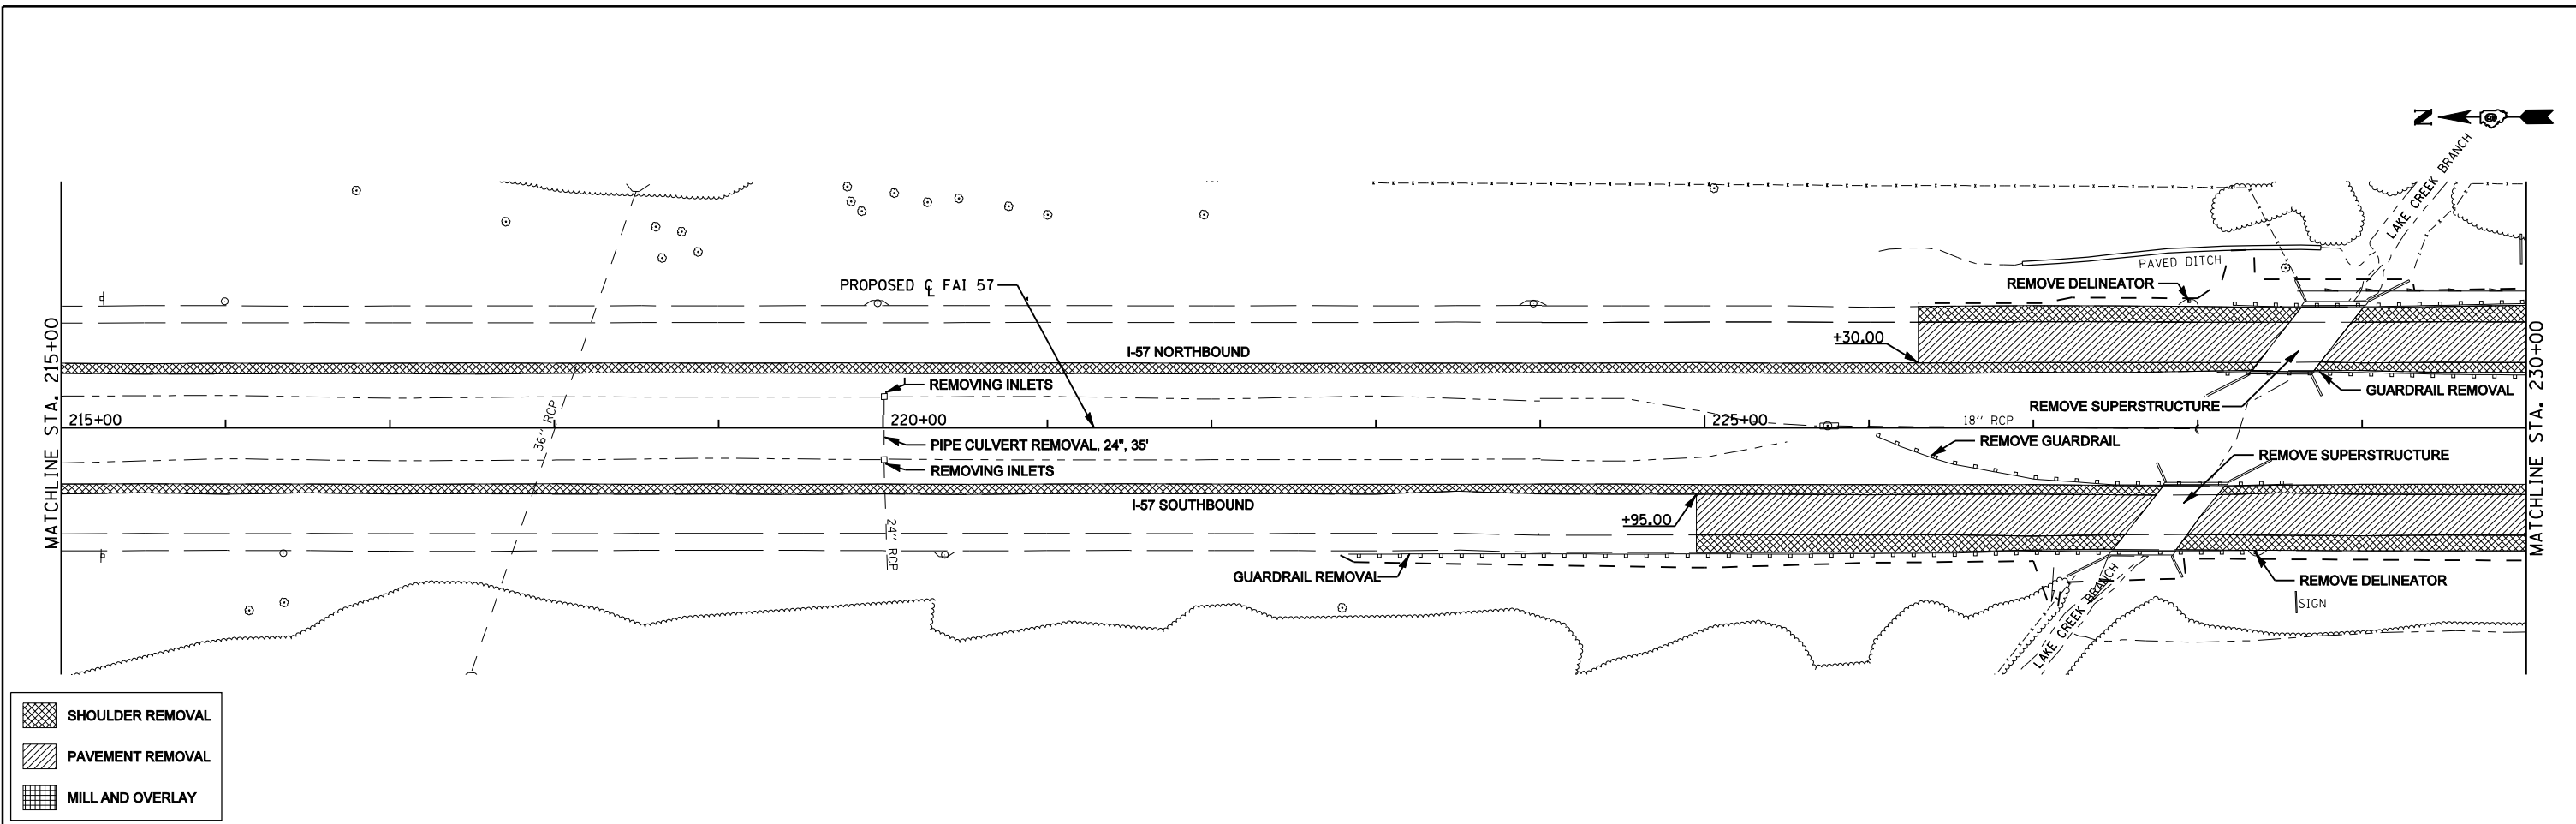 N
LAKE CREEK BRANCH
PAVED DITCH
REMOVE DELINEATOR
PROPOSED ℄ FAI 57
MATCHLINE STA. 215+00
MATCHLINE STA. 230+00
+30.00
I-57 NORTHBOUND
REMOVING INLETS
GUARDRAIL REMOVAL
REMOVE SUPERSTRUCTURE
36'' RCP
215+00
220+00
225+00
18'' RCP
PIPE CULVERT REMOVAL, 24", 35'
REMOVE GUARDRAIL
REMOVING INLETS
REMOVE SUPERSTRUCTURE
I-57 SOUTHBOUND
+95.00
24'' RCP
GUARDRAIL REMOVAL
REMOVE DELINEATOR
LAKE CREEK BRANCH
SIGN
SHOULDER REMOVAL
PAVEMENT REMOVAL
MILL AND OVERLAY